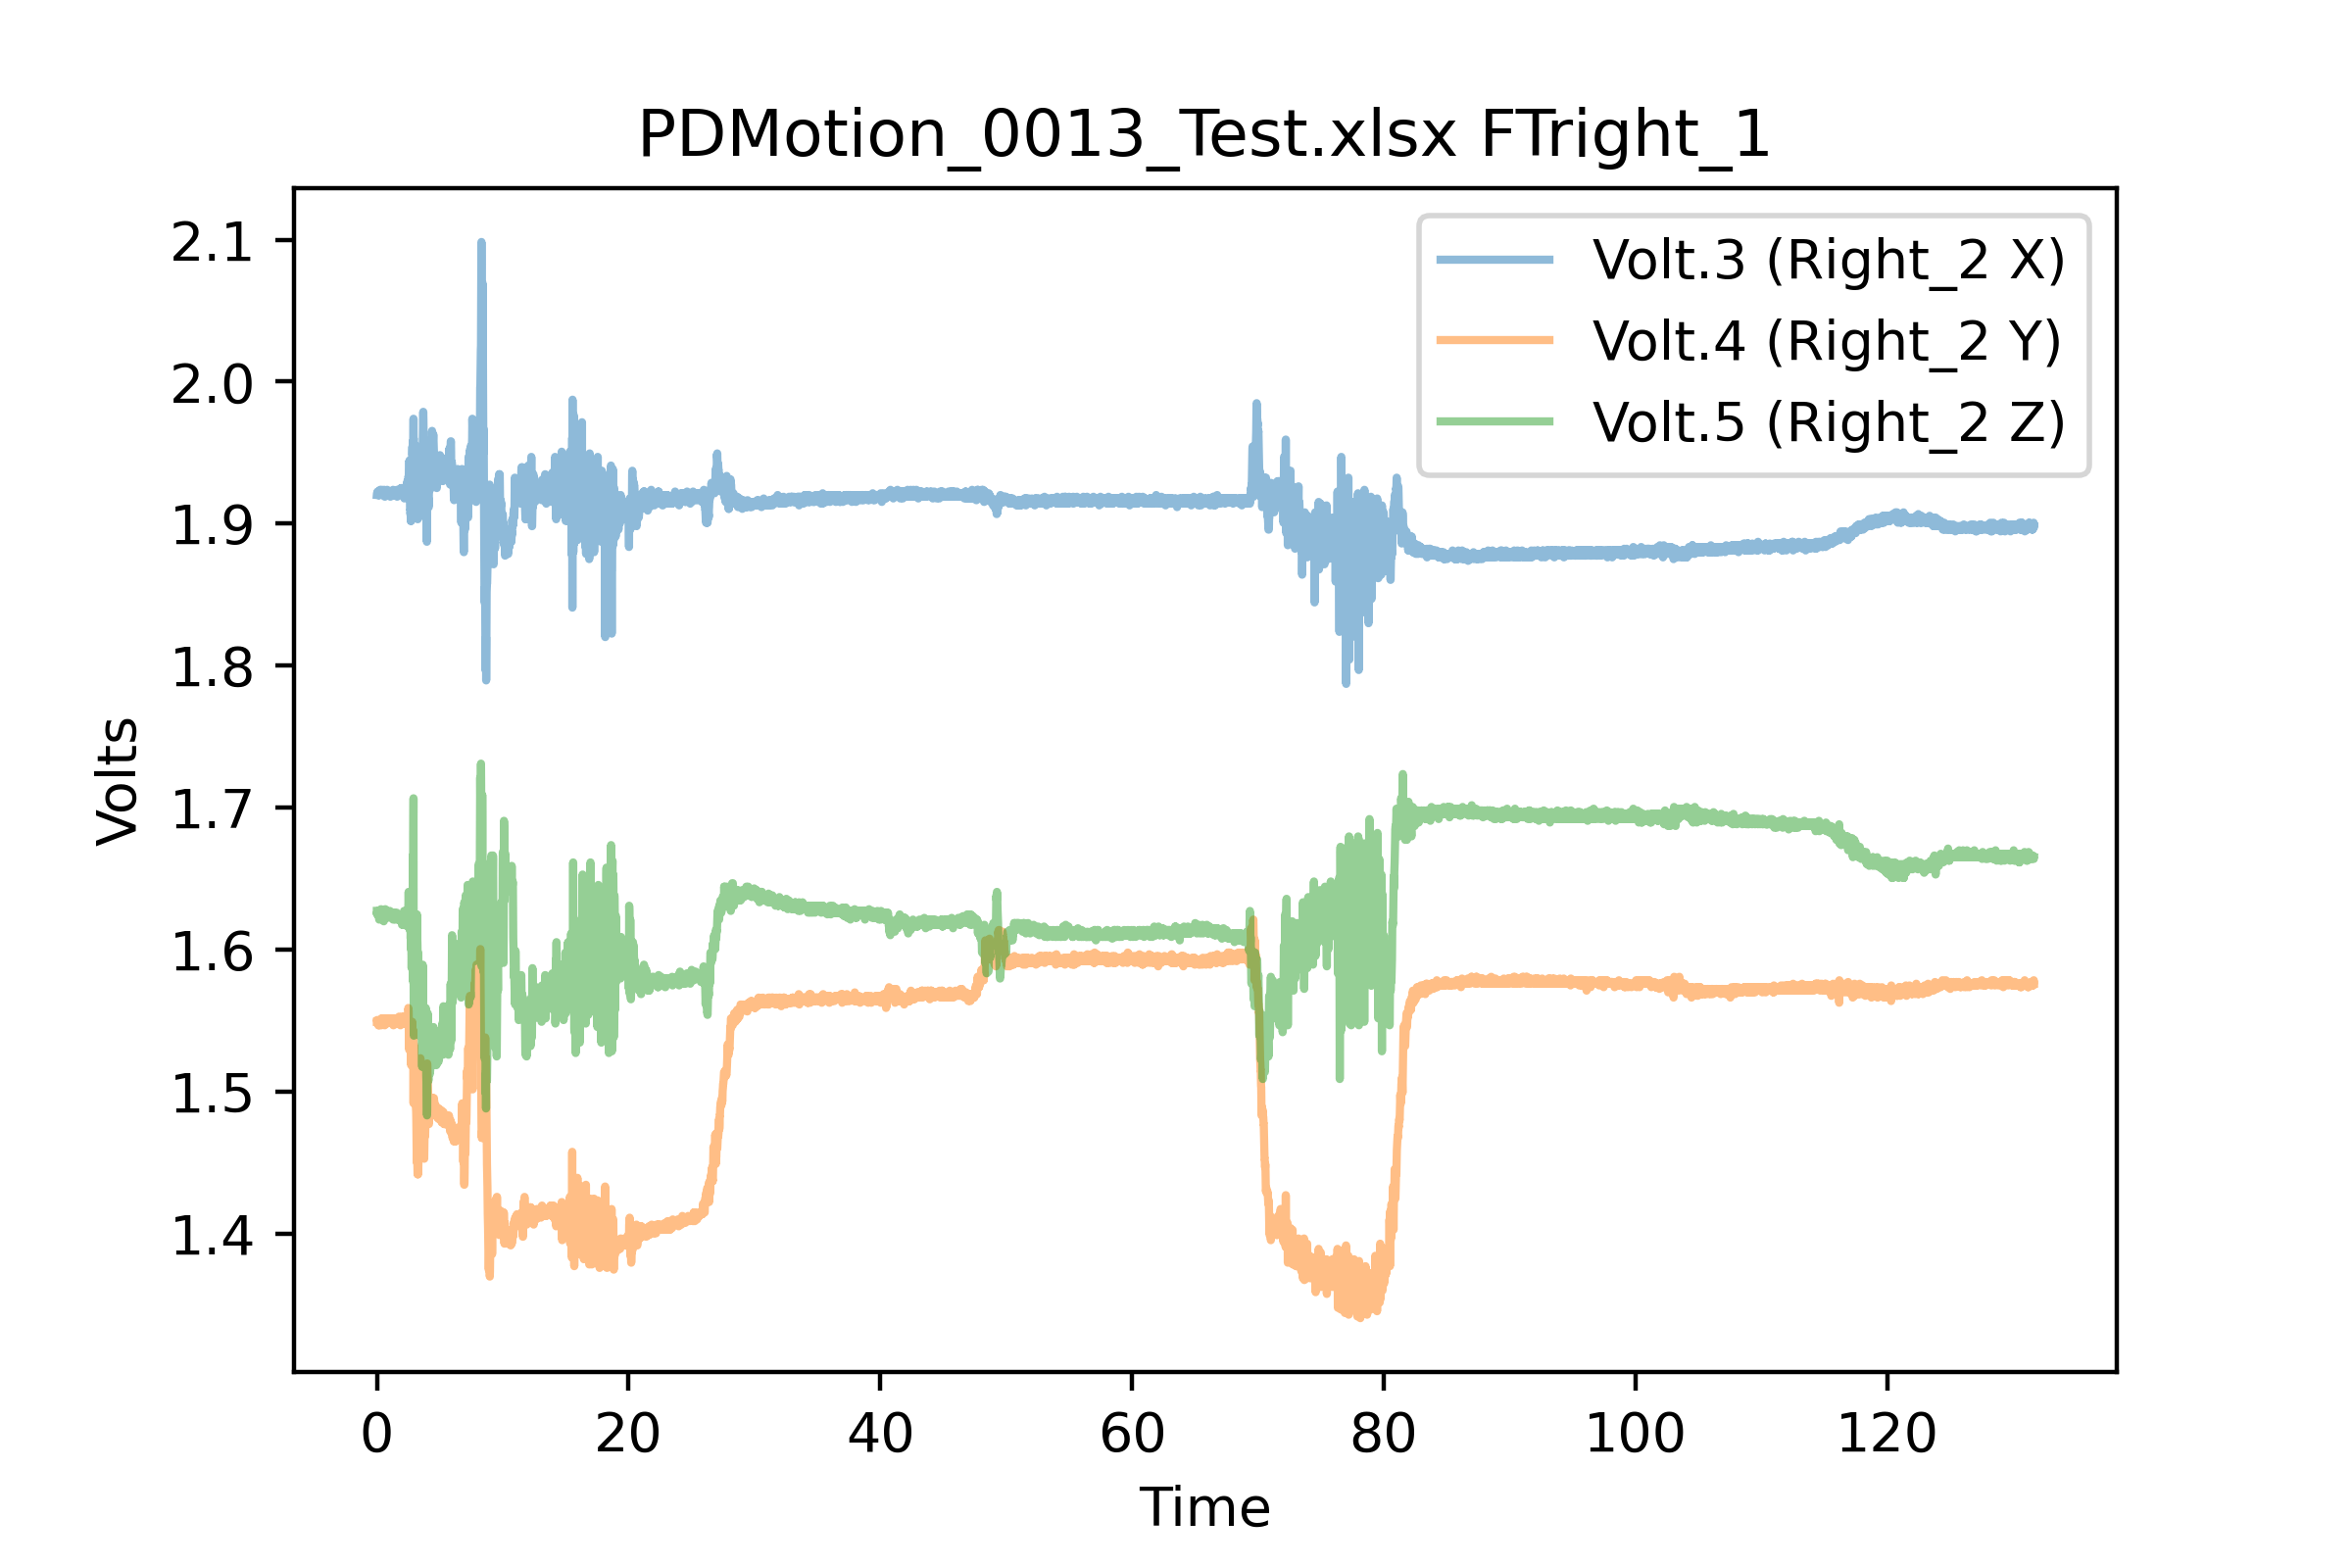 PDMotion_0013_Test.xlsx FTright_1
Volt.3 (Right_2 X)
Volt.4 (Right_2 Y)
Volt.5 (Right_2 Z)
Volts
2.1
2.0
1.9
1.8
1.7
1.6
1.5
1.4
0 20 40 60 80 100 120
Time